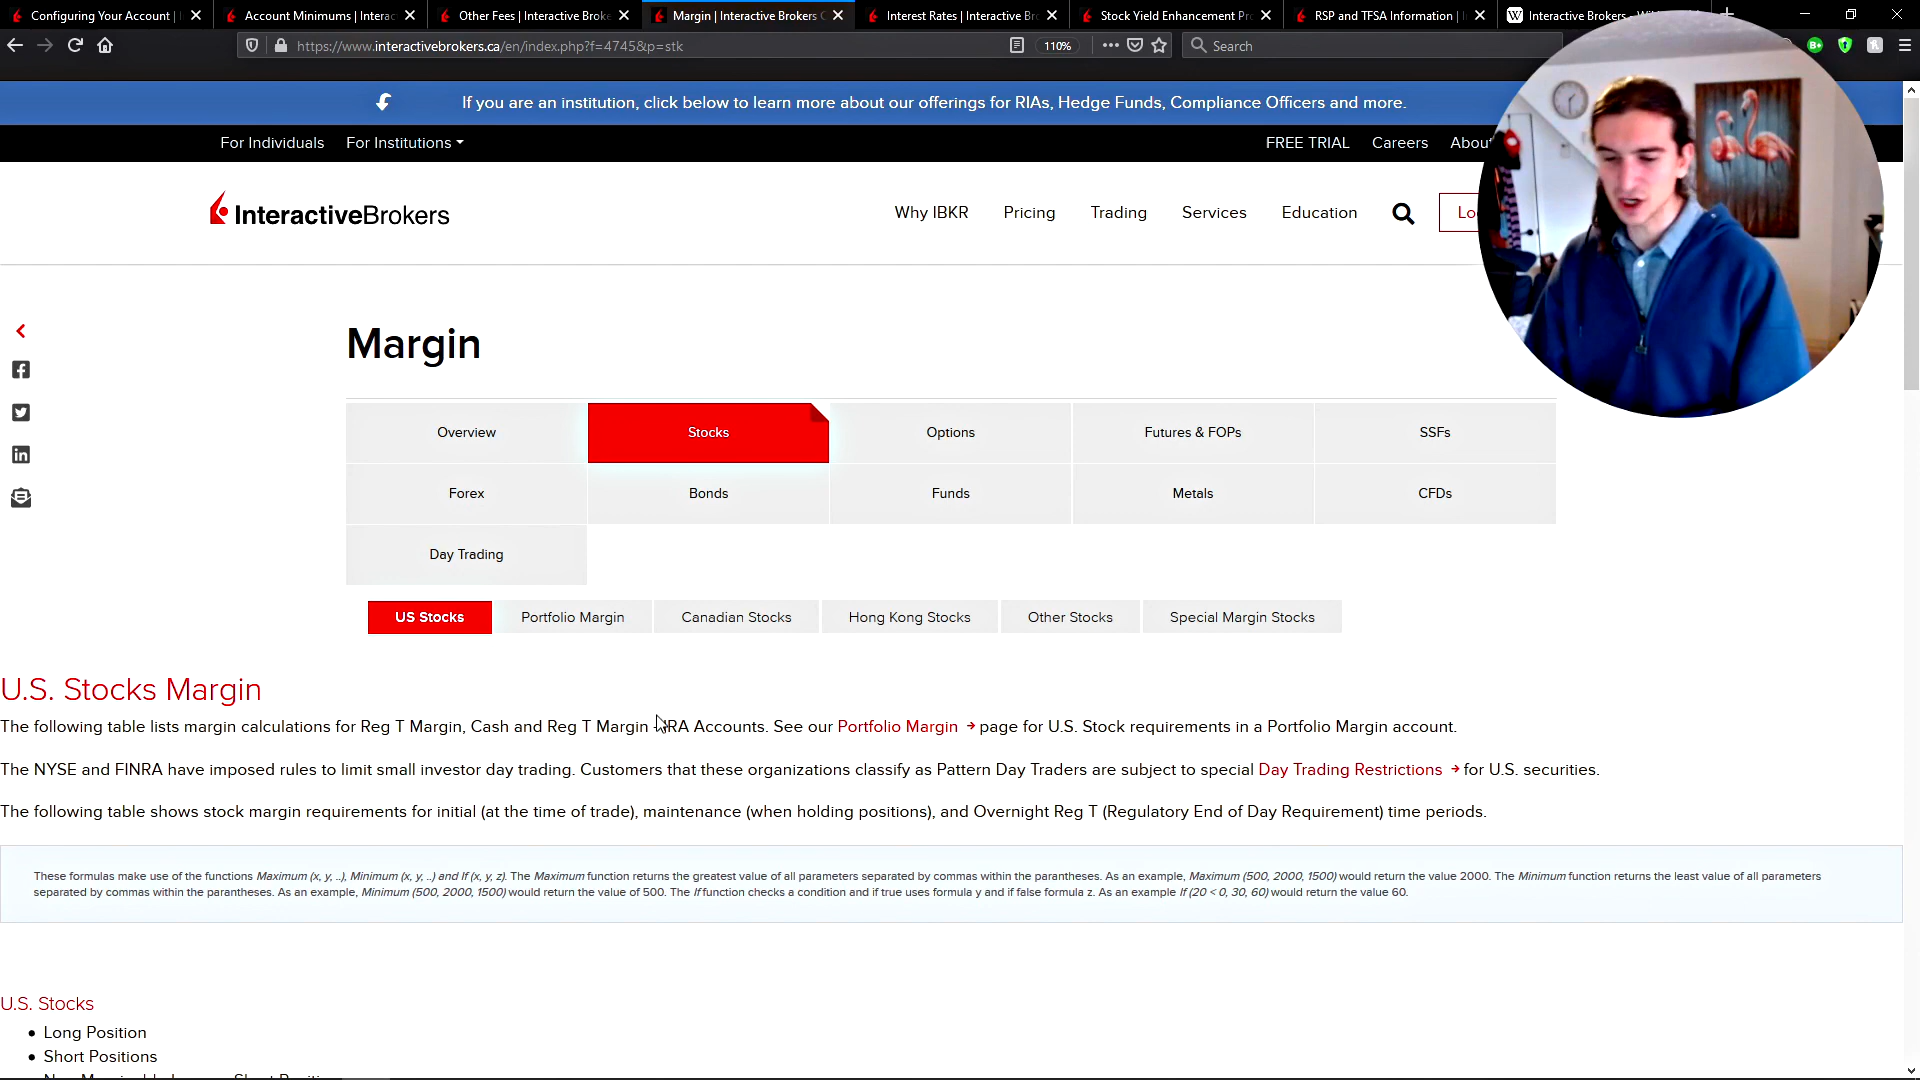 Configuring Your Account |
Account Minimums | Interac
Other Fees | Interactive Broke
Margin | Interactive Brokers C
Interest Rates | Interactive Br
Stock Yield Enhancement Pr
RSP and TFSA Information | I
W Interactive Brokers - Wiki
https://www.interactivebrokers.ca/en/index.php?f=4745&p=stk
110%
Search
If you are an institution, click below to learn more about our offerings for RIAs, Hedge Funds, Compliance Officers and more.
For Individuals For Institutions
FREE TRIAL Careers About
InteractiveBrokers
Why IBKR Pricing Trading Services Education
Margin
Overview Stocks Options Futures & FOPs SSFs
Forex Bonds Funds Metals CFDs
Day Trading
US Stocks Portfolio Margin Canadian Stocks Hong Kong Stocks Other Stocks Special Margin Stocks
U.S. Stocks Margin
The following table lists margin calculations for Reg T Margin, Cash and Reg T Margin -NRA Accounts. See our Portfolio Margin page for U.S. Stock requirements in a Portfolio Margin account.
The NYSE and FINRA have imposed rules to limit small investor day trading. Customers that these organizations classify as Pattern Day Traders are subject to special Day Trading Restrictions for U.S. securities.
The following table shows stock margin requirements for initial (at the time of trade), maintenance (when holding positions), and Overnight Reg T (Regulatory End of Day Requirement) time periods.
These formulas make use of the functions Maximum (x, y, ..), Minimum (x, y, ..) and If (x, y, z). The Maximum function returns the greatest value of all parameters separated by commas within the parantheses. As an example, Maximum (500, 2000, 1500) would return the value 2000. The Minimum function returns the least value of all parameters
separated by commas within the parantheses. As an example, Minimum (500, 2000, 1500) would return the value of 500. The If function checks a condition and if true uses formula y and if false formula z. As an example If (20 < 0, 30, 60) would return the value 60.
U.S. Stocks
Long Position
Short Positions